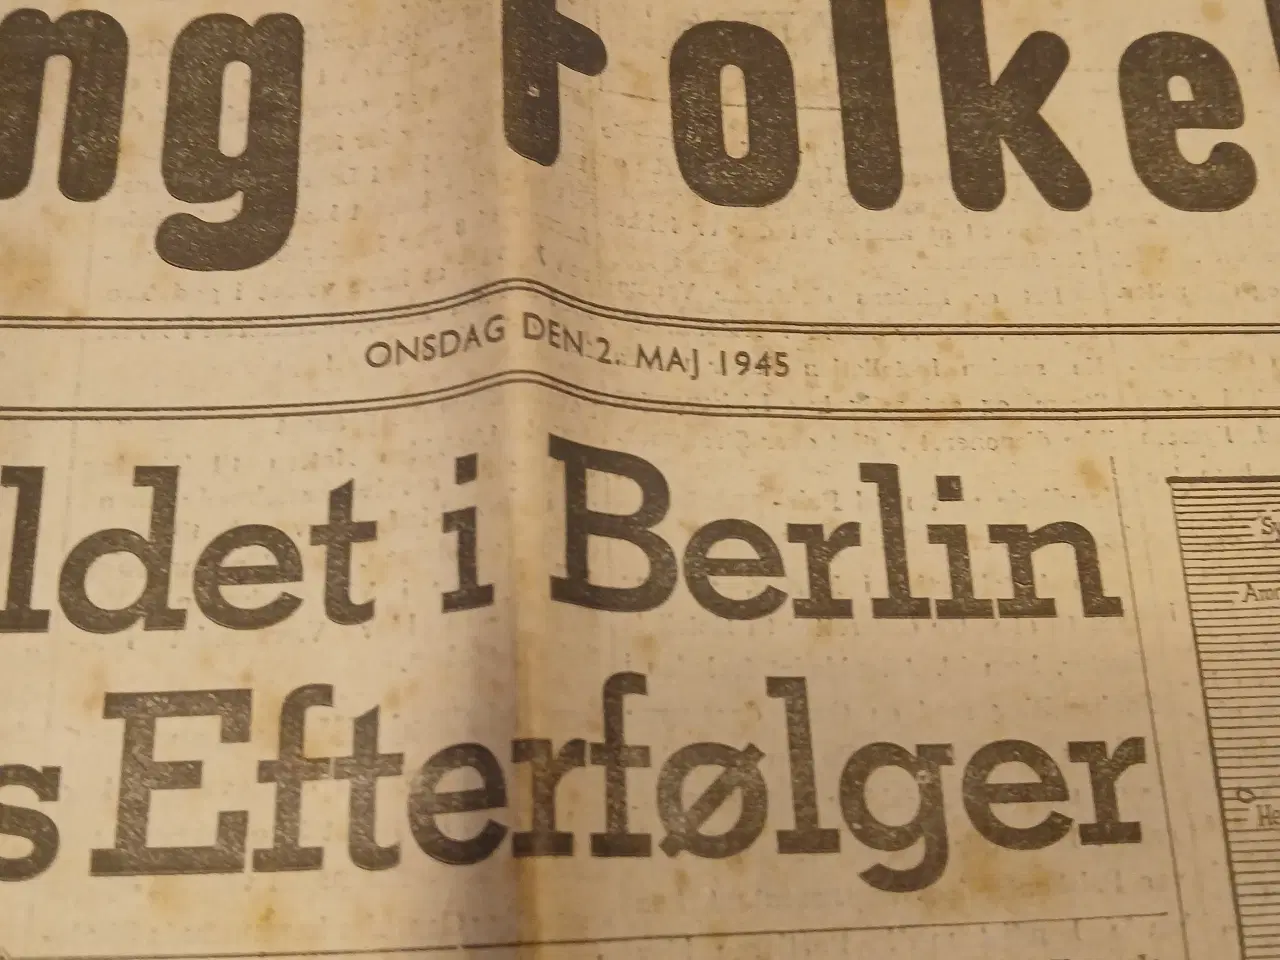 ng Folke
ONSDAG DEN 2. MAJ 1945
ldet i Berlin
s Efterfølger